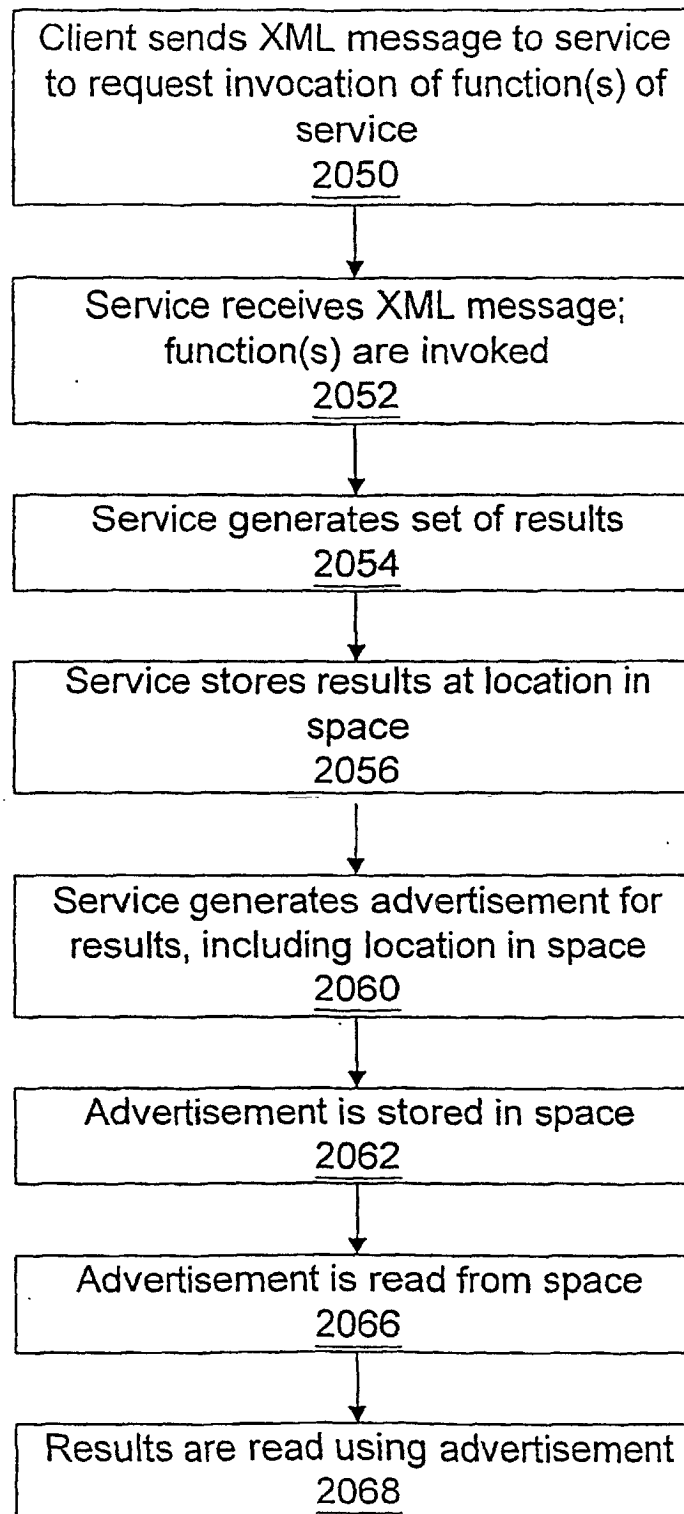 Client sends XML message to service
to request invocation of function(s) of
service
2050
Service receives XML message;
function(s) are invoked
2052
Service generates set of results
2054
Service stores results at location in
space
2056
Service generates advertisement for
results, including location in space
2060
Advertisement is stored in space
2062
Advertisement is read from space
2066
Results are read using advertisement
2068